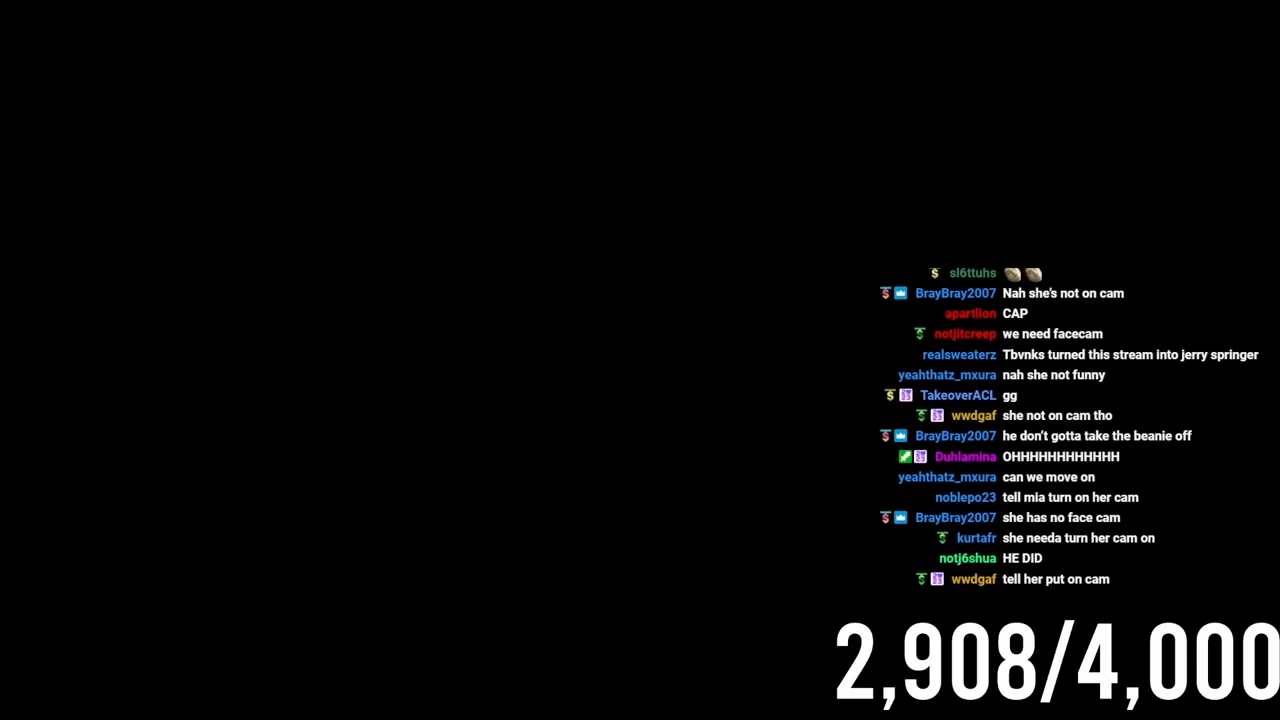 sl6ttuhs
BrayBray2007 Nah she's not on cam
apartlion CAP
notjitcreep we need facecam
realsweaterz Tbvnks turned this stream into jerry springer
yeahthatz_mxura nah she not funny
TakeoverACL gg
wwdgaf she not on cam tho
BrayBray2007 he don't gotta take the beanie off
Duhlamina OHHHHHHHHHHHH
yeahthatz_mxura can we move on
noblepo23 tell mia turn on her cam
BrayBray2007 she has no face cam
kurtafr she needa turn her cam on
notj6shua HE DID
wwdgaf tell her put on cam
2,908/4,000